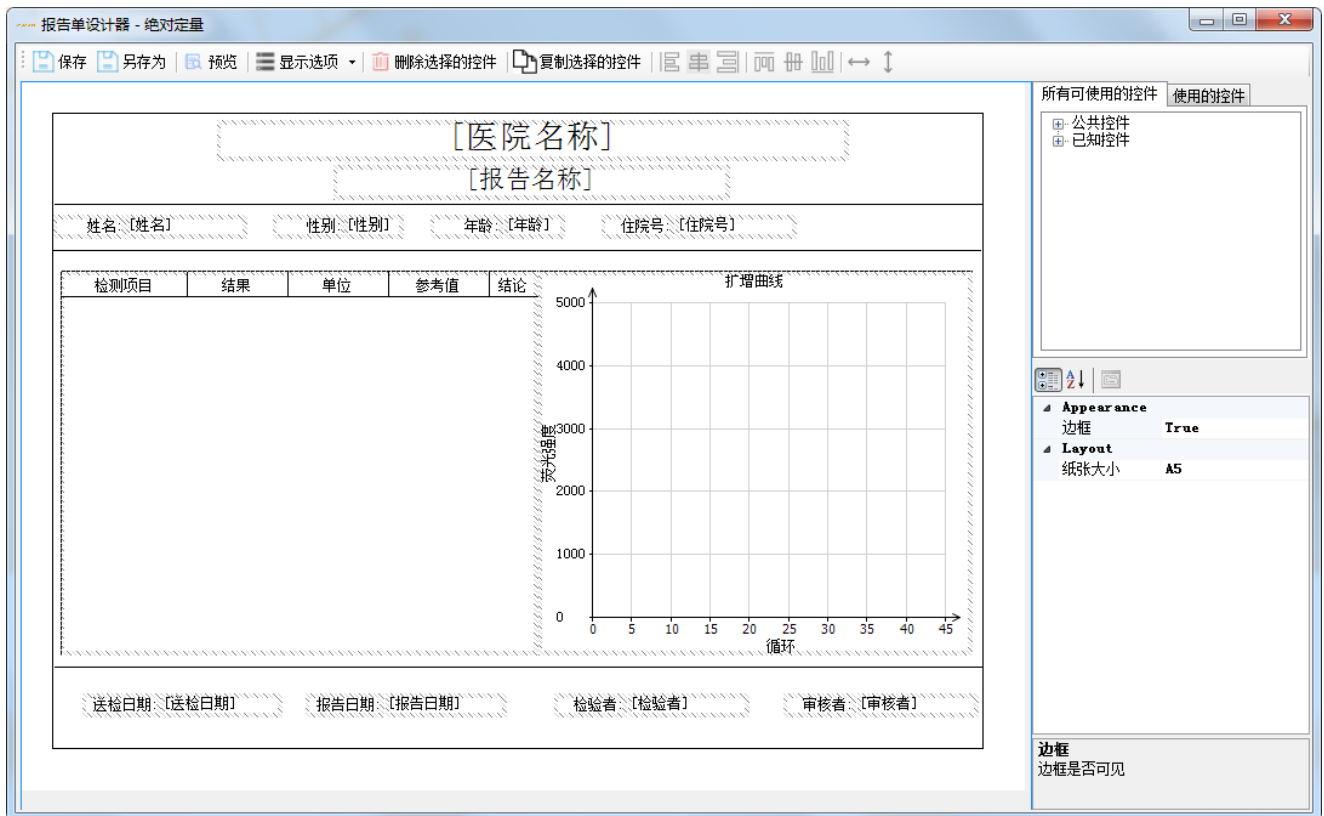 报告单设计器 - 绝对定量
保存 另存为 预览 显示选项 删除选择的控件 复制选择的控件
所有可使用的控件 使用的控件
公共控件
已知控件
[医院名称]
[报告名称]
姓名: [姓名] 性别: [性别] 年龄: [年龄] 住院号: [住院号]
检测项目 结果 单位 参考值 结论
扩增曲线
5000
4000
3000
2000
1000
0
荧光强度
0 5 10 15 20 25 30 35 40 45
循环
送检日期: [送检日期] 报告日期: [报告日期] 检验者: [检验者] 审核者: [审核者]
Appearance
边框 True
Layout
纸张大小 A5
边框
边框是否可见